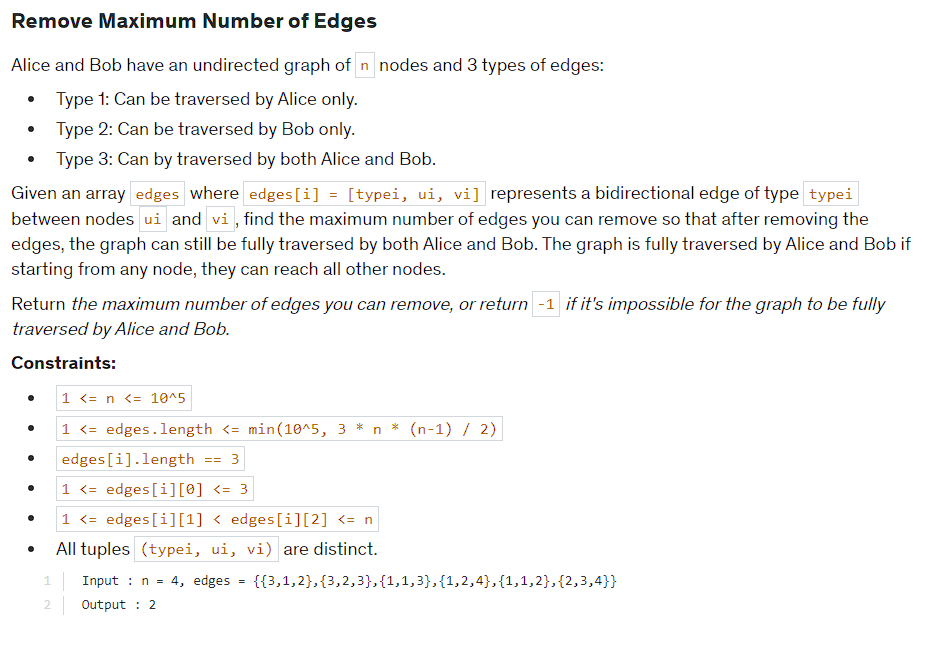 Remove Maximum Number of Edges
Alice and Bob have an undirected graph of n nodes and 3 types of edges:
• Type 1: Can be traversed by Alice only.
• Type 2: Can be traversed by Bob only.
• Type 3: Can by traversed by both Alice and Bob.
Given an array edges where edges[i] = [typei, ui, vi] represents a bidirectional edge of type typei
between nodes ui and vi, find the maximum number of edges you can remove so that after removing the
edges, the graph can still be fully traversed by both Alice and Bob. The graph is fully traversed by Alice and Bob if
starting from any node, they can reach all other nodes.
Return the maximum number of edges you can remove, or return -1 if it's impossible for the graph to be fully
traversed by Alice and Bob.
Constraints:
• 1 <= n <= 10^5
• 1 <= edges.length <= min(10^5, 3 * n * (n-1) / 2)
• edges[i].length == 3
• 1 <= edges[i][0] <= 3
• 1 <= edges[i][1] < edges[i][2] <= n
• All tuples (typei, ui, vi) are distinct.
1 Input : n = 4, edges = {{3,1,2},{3,2,3},{1,1,3},{1,2,4},{1,1,2},{2,3,4}}
2 Output : 2